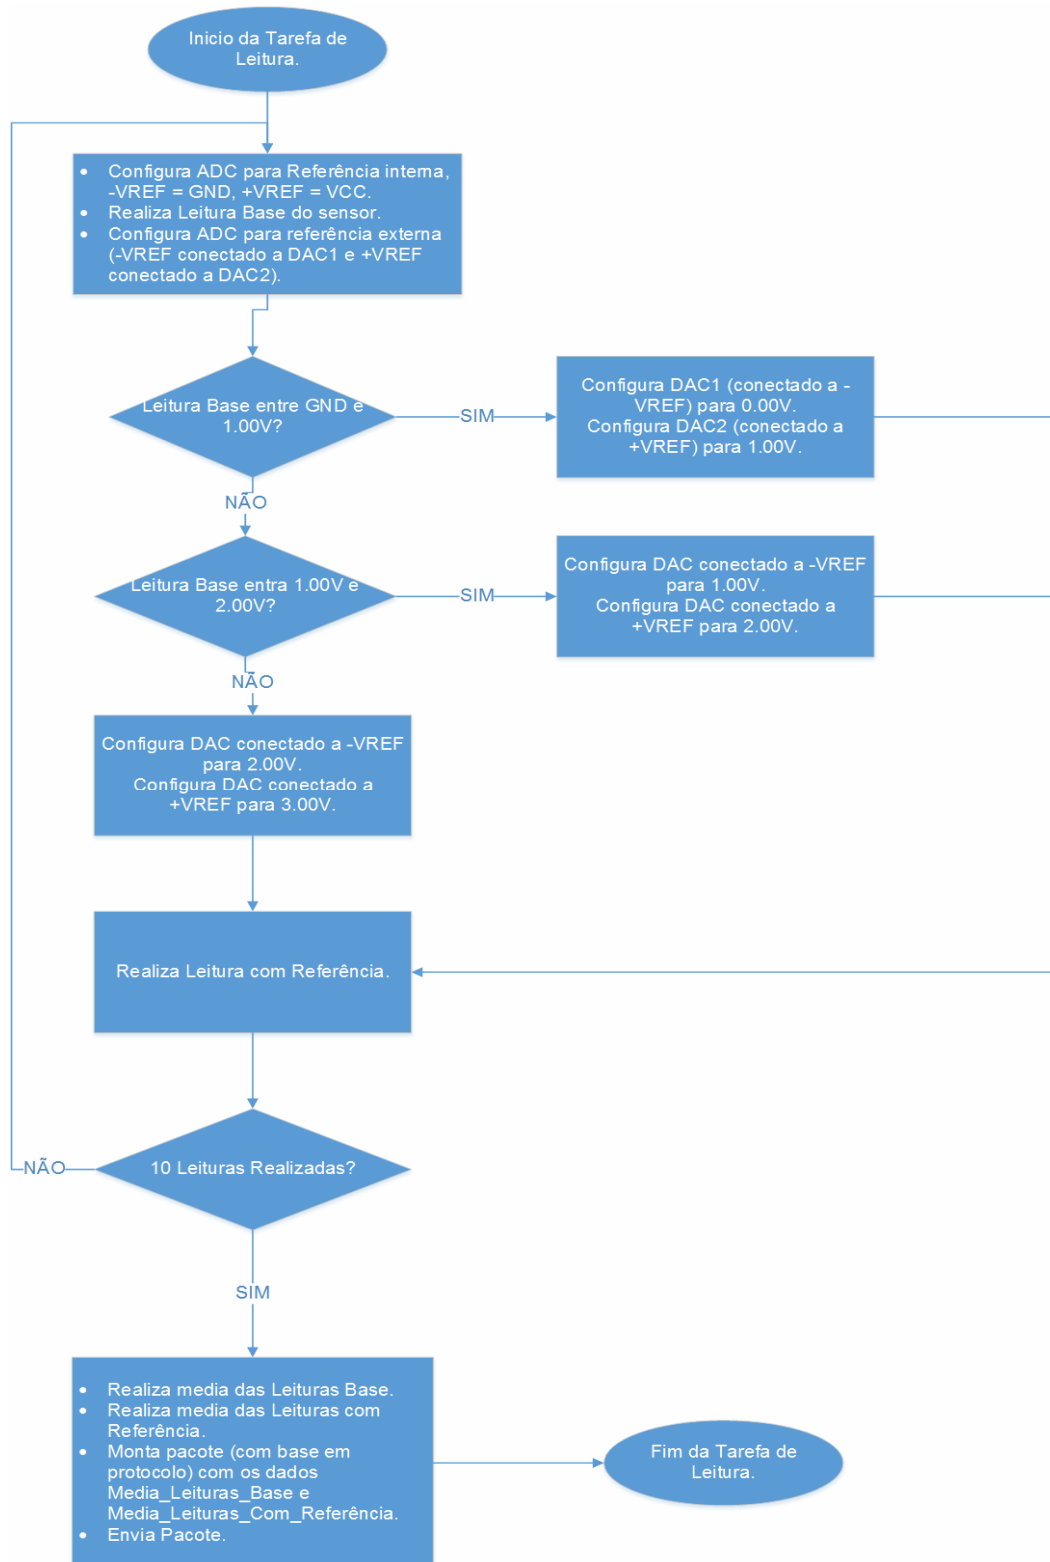 Inicio da Tarefa de
Leitura.
• Configura ADC para Referência interna,
-VREF = GND, +VREF = VCC.
• Realiza Leitura Base do sensor.
• Configura ADC para referência externa
(-VREF conectado a DAC1 e +VREF
conectado a DAC2).
Leitura Base entre GND e
1.00V?
SIM
Configura DAC1 (conectado a -
VREF) para 0.00V.
Configura DAC2 (conectado a
+VREF) para 1.00V.
NÃO
Leitura Base entra 1.00V e
2.00V?
SIM
Configura DAC conectado a -VREF
para 1.00V.
Configura DAC conectado a
+VREF para 2.00V.
NÃO
Configura DAC conectado a -VREF
para 2.00V.
Configura DAC conectado a
+VREF para 3.00V.
Realiza Leitura com Referência.
10 Leituras Realizadas?
NÃO
SIM
• Realiza media das Leituras Base.
• Realiza media das Leituras com
Referência.
• Monta pacote (com base em
protocolo) com os dados
Media_Leituras_Base e
Media_Leituras_Com_Referência.
• Envia Pacote.
Fim da Tarefa de
Leitura.